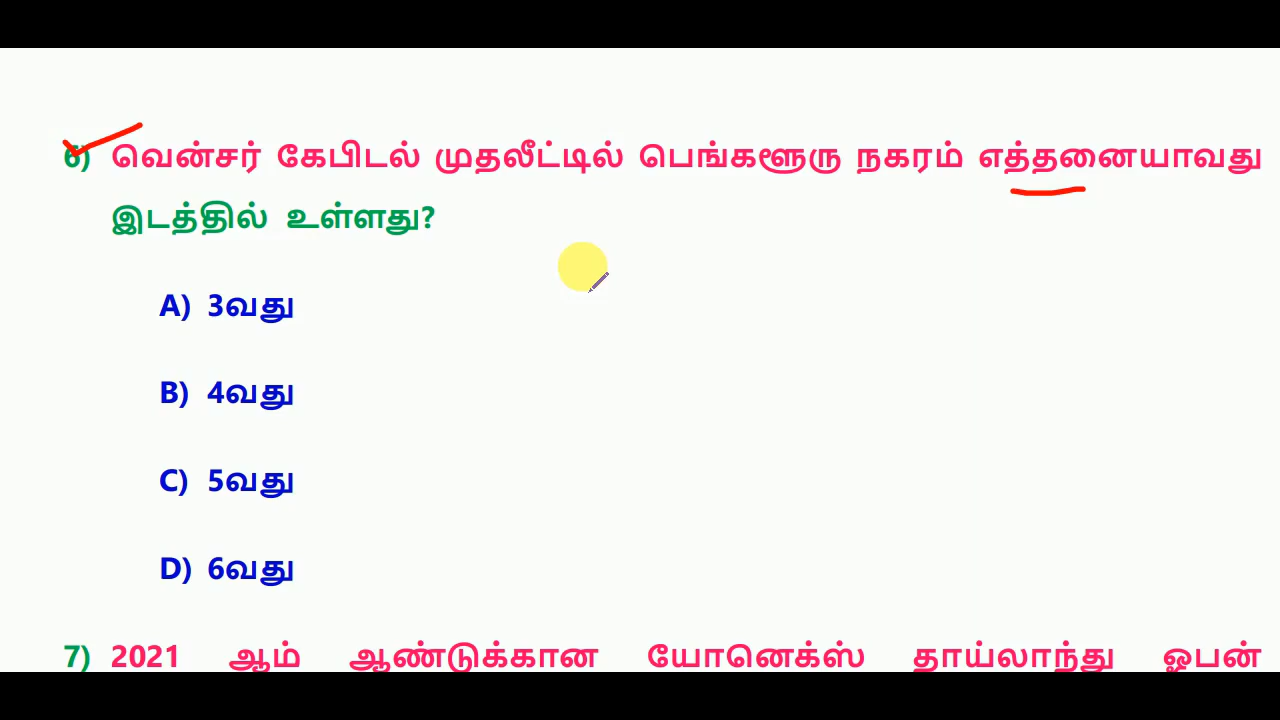 6) வென்சர் கேபிடல் முதலீட்டில் பெங்களூரு நகரம் எத்தனையாவது
இடத்தில் உள்ளது?
A) 3வது
B) 4வது
C) 5வது
D) 6வது
7) 2021 ஆம் ஆண்டுக்கான யோனெக்ஸ் தாய்லாந்து ஓபன்